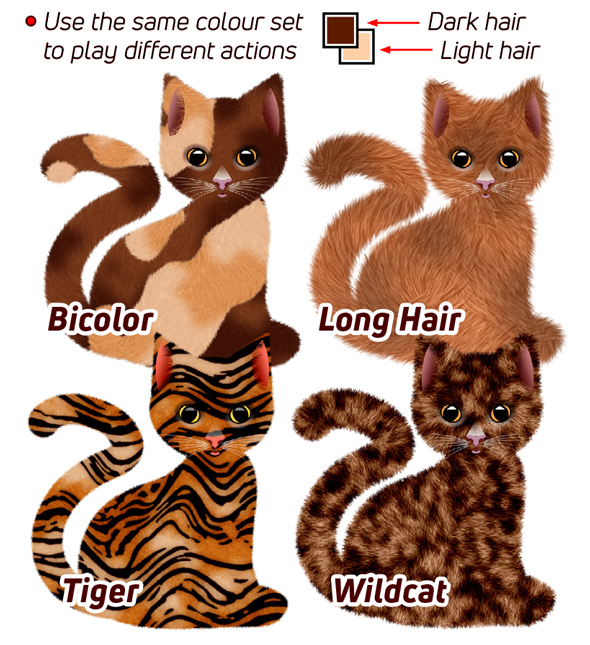 Use the same colour set
to play different actions
Dark hair
Light hair
Bicolor
Long Hair
Tiger
Wildcat